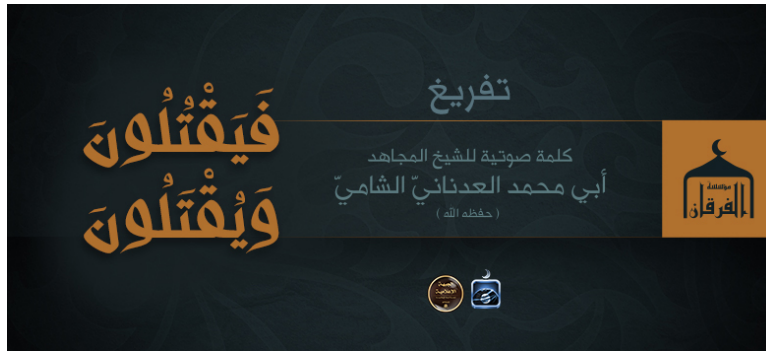 تفريغ
كلمة صوتية للشيخ المجاهد
أبي محمد العدنانيّ الشاميّ
( حفظه الله )
فَيَقْتُلُونَ
وَيُقْتَلُونَ
مؤسسة
الفرقان